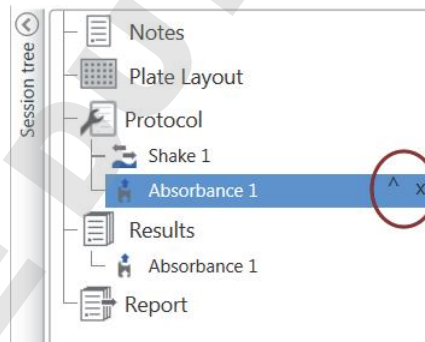 Session tree
Notes
Plate Layout
Protocol
Shake 1
Absorbance 1 ^ x
Results
Absorbance 1
Report